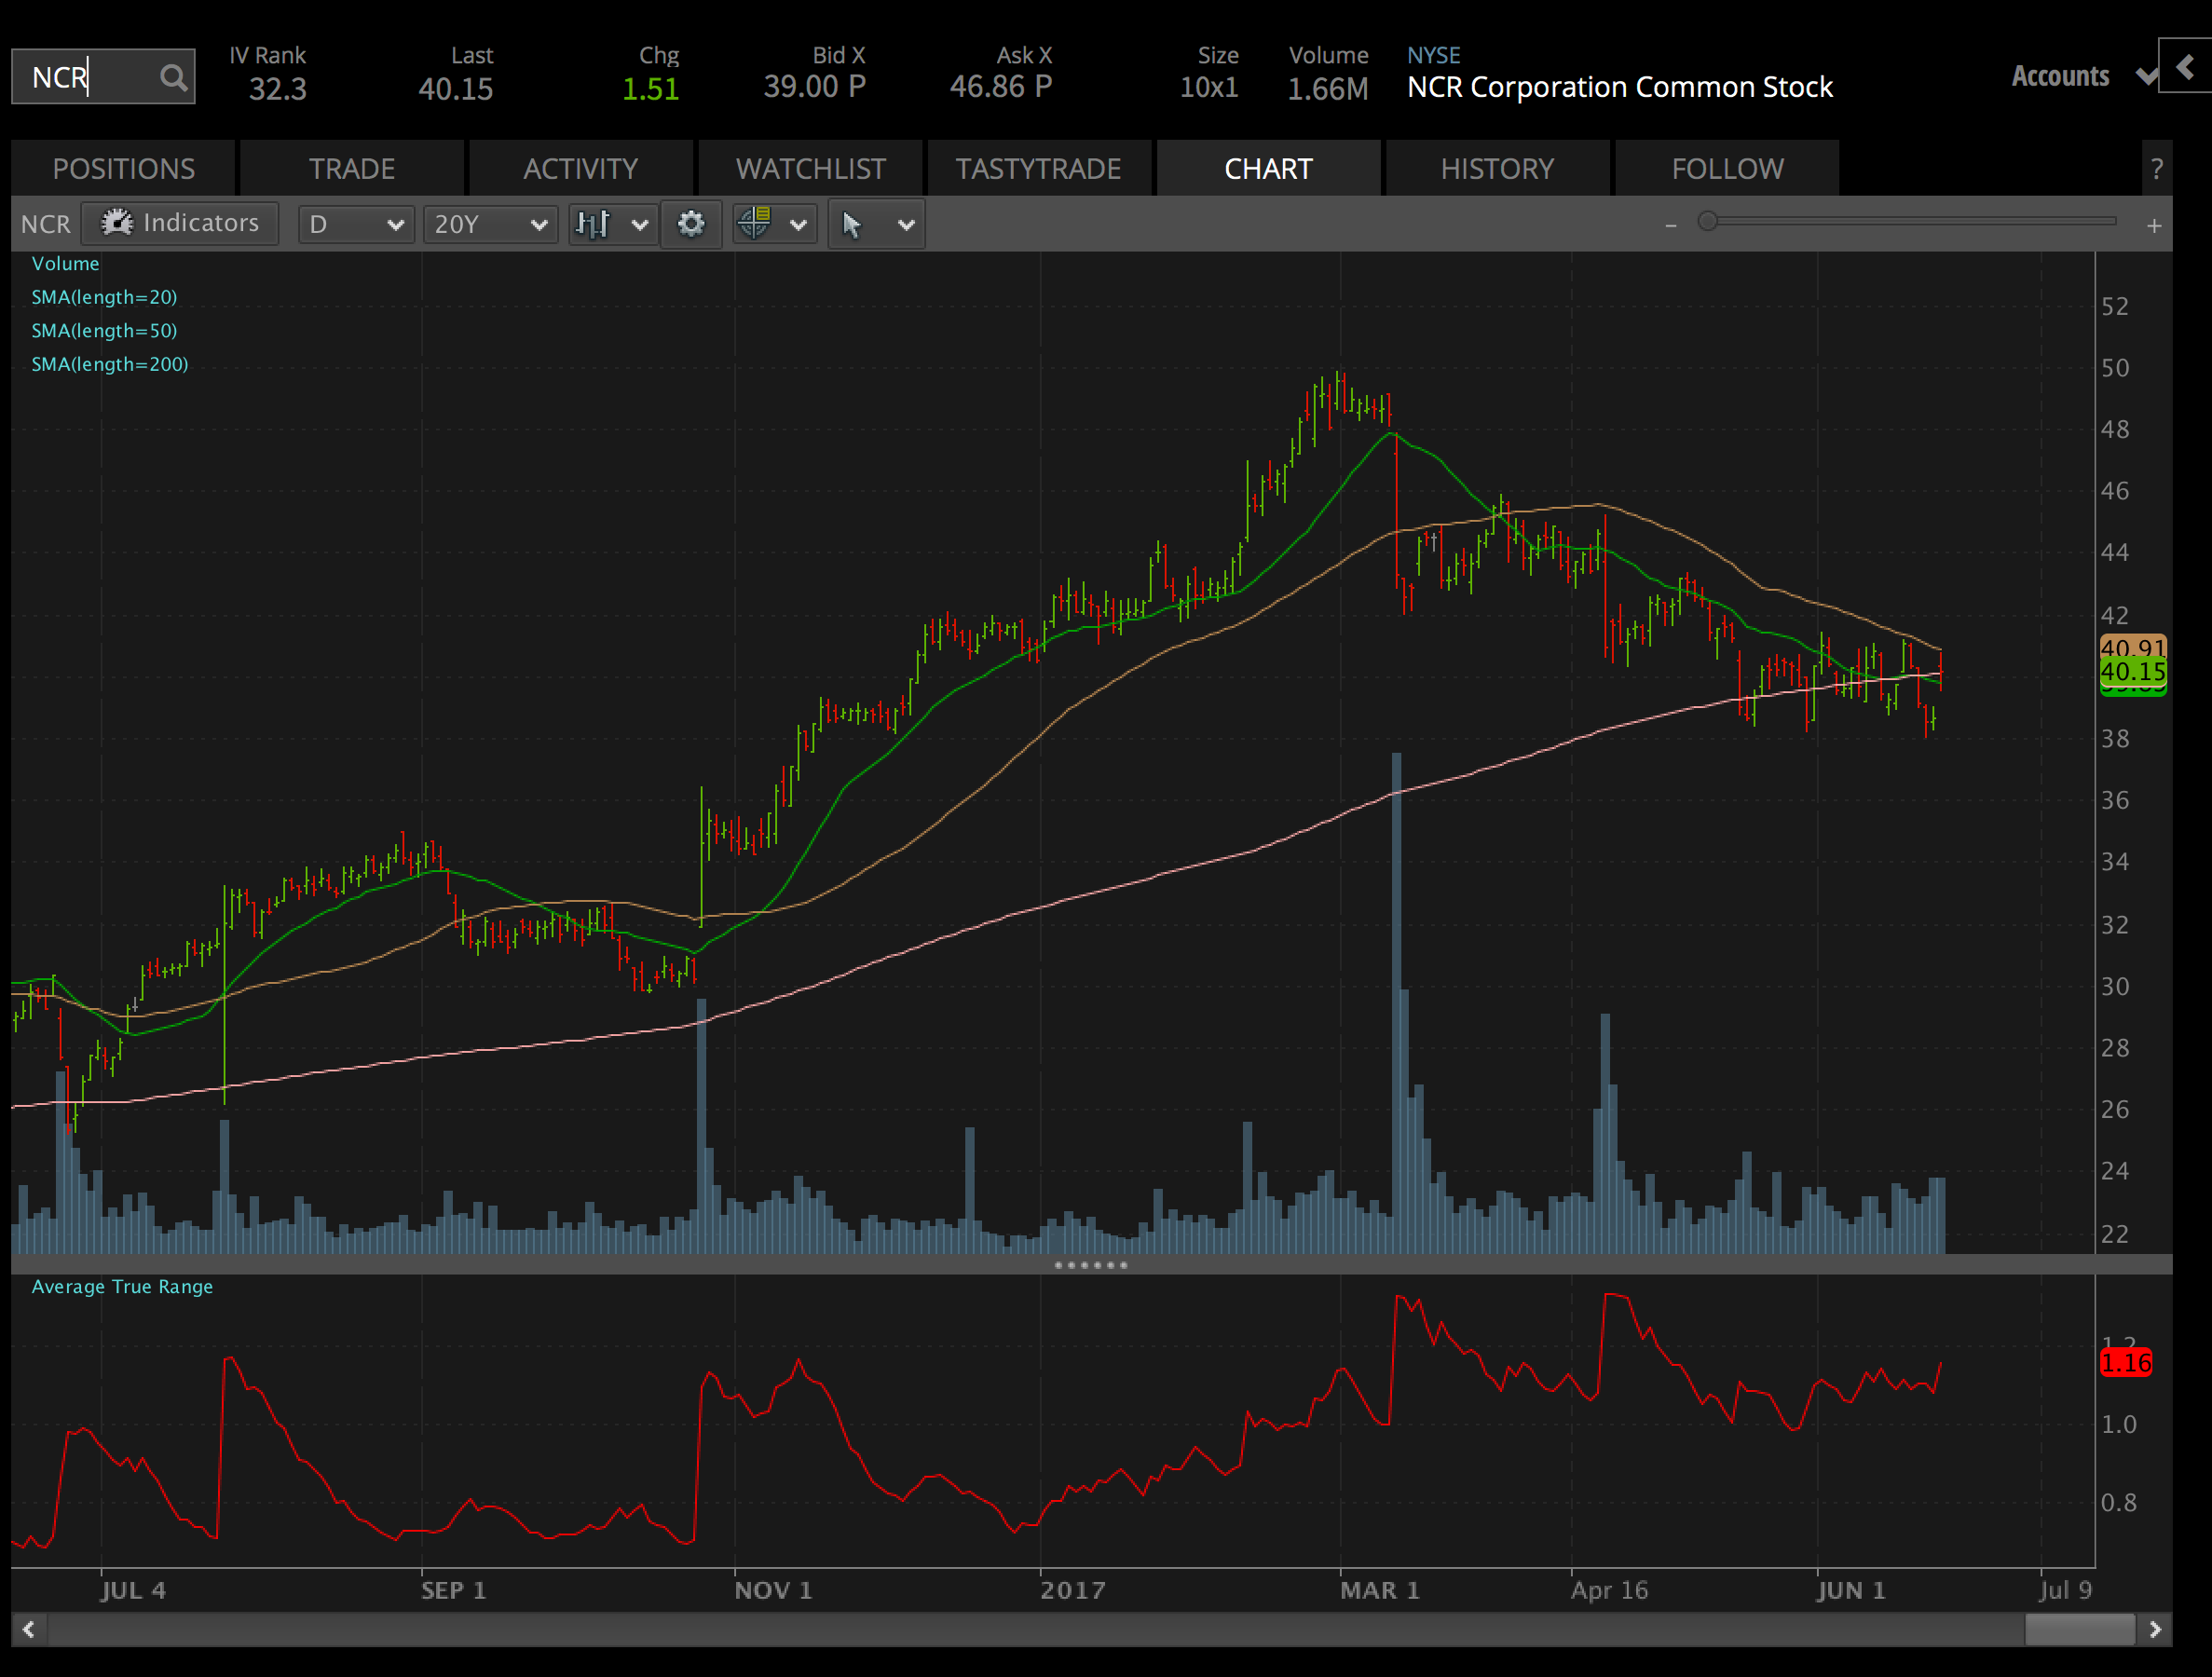 NCR
IV Rank
32.3
Last
40.15
Chg
1.51
Bid X
39.00 P
Ask X
46.86 P
Size
10x1
Volume
1.66M
NYSE
NCR Corporation Common Stock
Accounts
POSITIONS
TRADE
ACTIVITY
WATCHLIST
TASTYTRADE
CHART
HISTORY
FOLLOW
?
NCR
Indicators
D
20Y
–
+
Volume
SMA(length=20)
SMA(length=50)
SMA(length=200)
52
50
48
46
44
42
40.91
40.15
38
36
34
32
30
28
26
24
22
Average True Range
1.2
1.16
1.0
0.8
JUL 4
SEP 1
NOV 1
2017
MAR 1
Apr 16
JUN 1
Jul 9